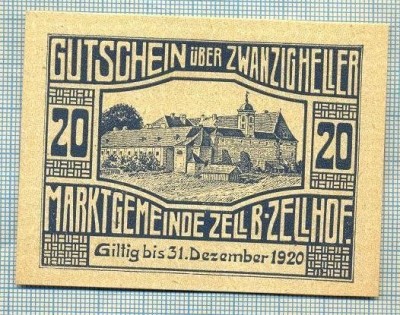 GUTSCHEIN ÜBER ZWANZIGHELLER
20 20
MARKTGEMEINDE ZELL B. ZELLHOF
Giltig bis 31. Dezember 1920